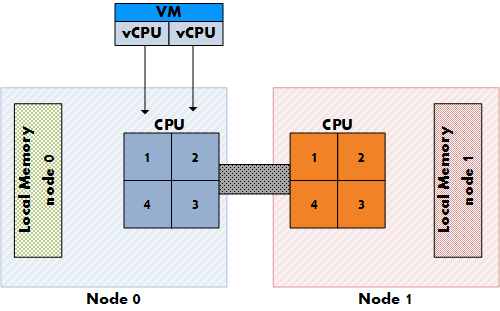 VM
vCPU vCPU
CPU
1 2
4 3
Local Memory
node 0
CPU
1 2
4 3
Local Memory
node 1
Node 0
Node 1